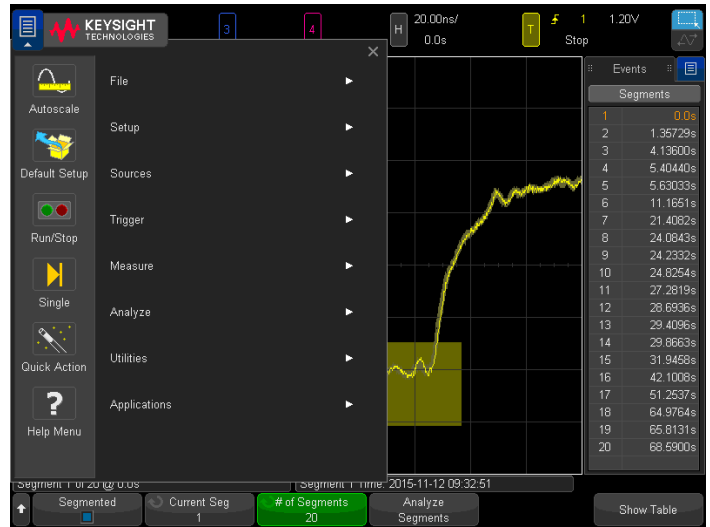 KEYSIGHT
TECHNOLOGIES
3
4
H
20.00ns/
0.0s
T
1
1.20V
Stop
Autoscale
Default Setup
Run/Stop
Single
Quick Action
?
Help Menu
File
Setup
Sources
Trigger
Measure
Analyze
Utilities
Applications
Events
Segments
1 0.0s
2 1.35729s
3 4.13600s
4 5.40440s
5 5.63033s
6 11.1651s
7 21.4082s
8 24.0843s
9 24.2332s
10 24.8254s
11 27.2819s
12 28.6936s
13 29.4096s
14 29.8663s
15 31.9458s
16 42.1008s
17 51.2537s
18 64.9764s
19 65.8131s
20 68.5900s
Segment 1 of 20 @ 0.0s
Segment 1 Time: 2015-11-12 09:32:51
Segmented
Current Seg
1
# of Segments
20
Analyze
Segments
Show Table